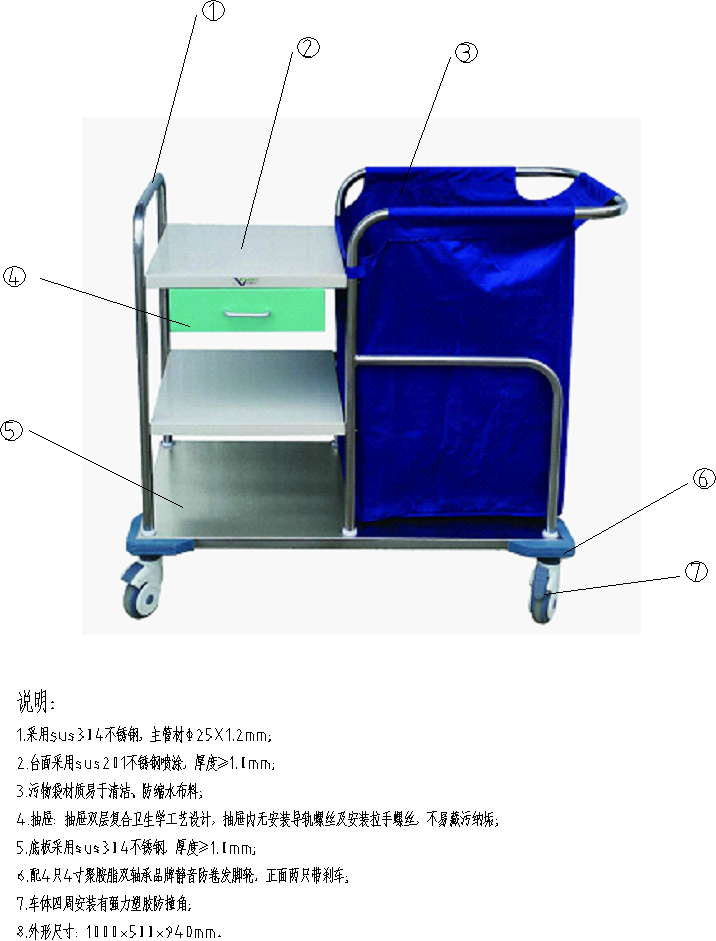 ①
②
③
④
⑤
⑥
⑦
说明:
1.采用sus304不锈钢, 主管材Φ25X1.2mm;
2.台面采用sus201不锈钢喷涂, 厚度≥1.0mm;
3.污物袋材质易于清洁、防缩水布料;
4.抽屉: 抽屉双层复合卫生学工艺设计, 抽屉内无安装导轨螺丝及安装拉手螺丝, 不易藏污纳垢;
5.底板采用sus304不锈钢, 厚度≥1.0mm;
6.配4只4寸聚胺脂双轴承品牌静音防卷发脚轮, 正面两只带刹车;
7.车体四周安装有强力塑胶防撞角;
8.外形尺寸: 1000×500×940mm.